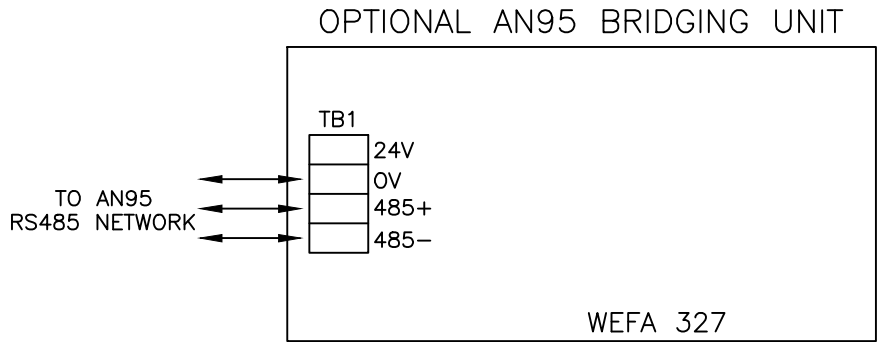 OPTIONAL AN95 BRIDGING UNIT
TB1
24V
0V
TO AN95
RS485 NETWORK
485+
485-
WEFA 327